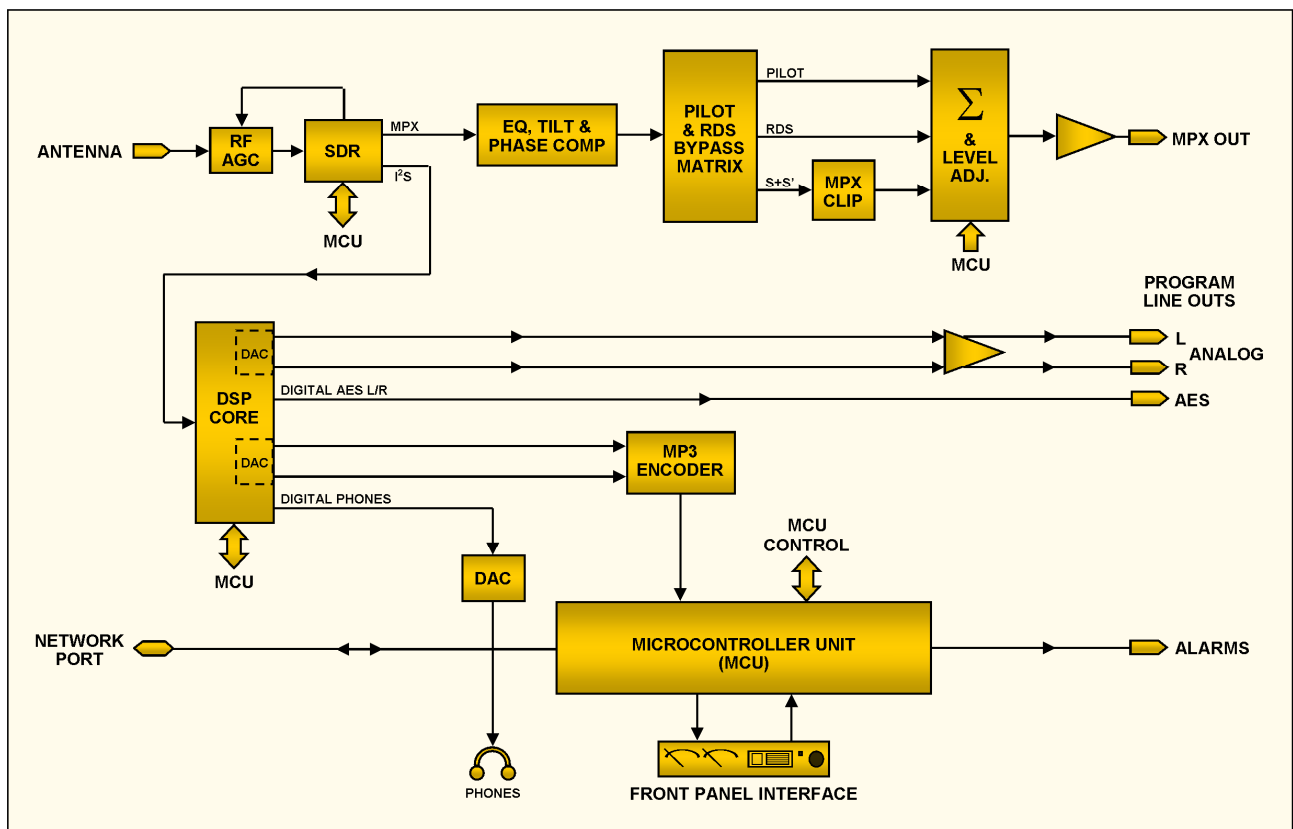 ANTENNA
RF
AGC
SDR
MPX
I²S
MCU
EQ, TILT &
PHASE COMP
PILOT
& RDS
BYPASS
MATRIX
PILOT
RDS
S+S'
MPX
CLIP
Σ
&
LEVEL
ADJ.
MCU
MPX OUT
PROGRAM
LINE OUTS
L
ANALOG
R
AES
DAC
DSP
CORE
DIGITAL AES L/R
DAC
DIGITAL PHONES
MCU
MP3
ENCODER
DAC
MCU
CONTROL
NETWORK
PORT
MICROCONTROLLER UNIT
(MCU)
ALARMS
PHONES
FRONT PANEL INTERFACE